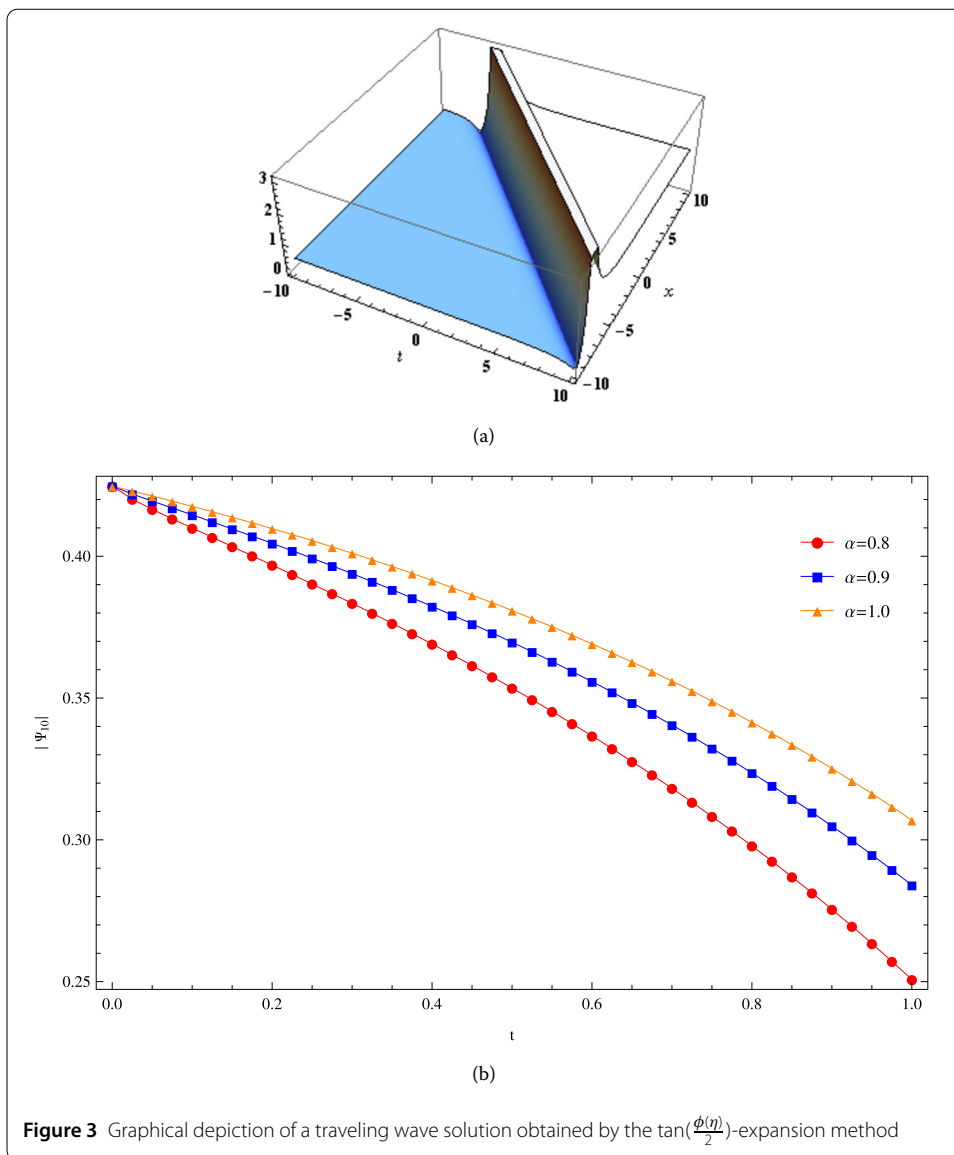 3
2
1
0
−10
−5
0
5
10
t
−10
−5
0
5
10
x
(a)
0.40
0.35
0.30
0.25
| Ψ10|
α=0.8
α=0.9
α=1.0
0.0 0.2 0.4 0.6 0.8 1.0
t
(b)
Figure 3 Graphical depiction of a traveling wave solution obtained by the tan(ϕ(η)/2)-expansion method